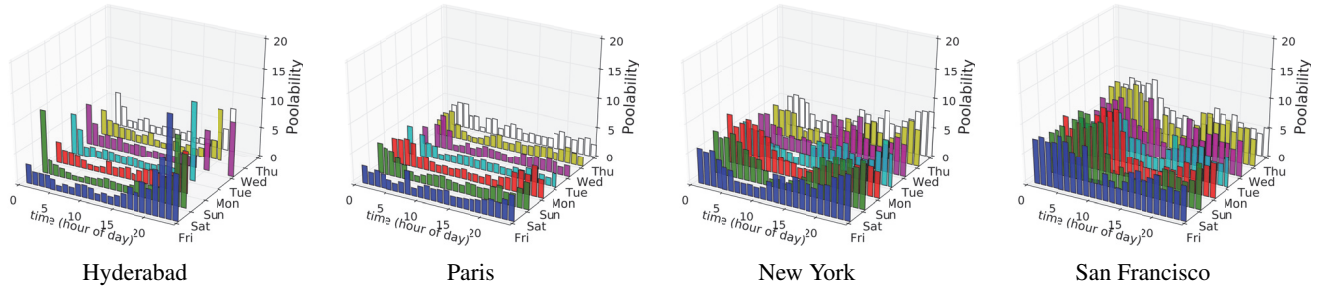 20
15
10
5
0
Poolability
Thu
Wed
Tue
Mon
Sun
Sat
Fri
0
5
10
15
20
time (hour of day)
20
15
10
5
0
Poolability
Thu
Wed
Tue
Mon
Sun
Sat
Fri
0
5
10
15
20
time (hour of day)
20
15
10
5
0
Poolability
Thu
Wed
Tue
Mon
Sun
Sat
Fri
0
5
10
15
20
time (hour of day)
20
15
10
5
0
Poolability
Thu
Wed
Tue
Mon
Sun
Sat
Fri
0
5
10
15
20
time (hour of day)
Hyderabad
Paris
New York
San Francisco